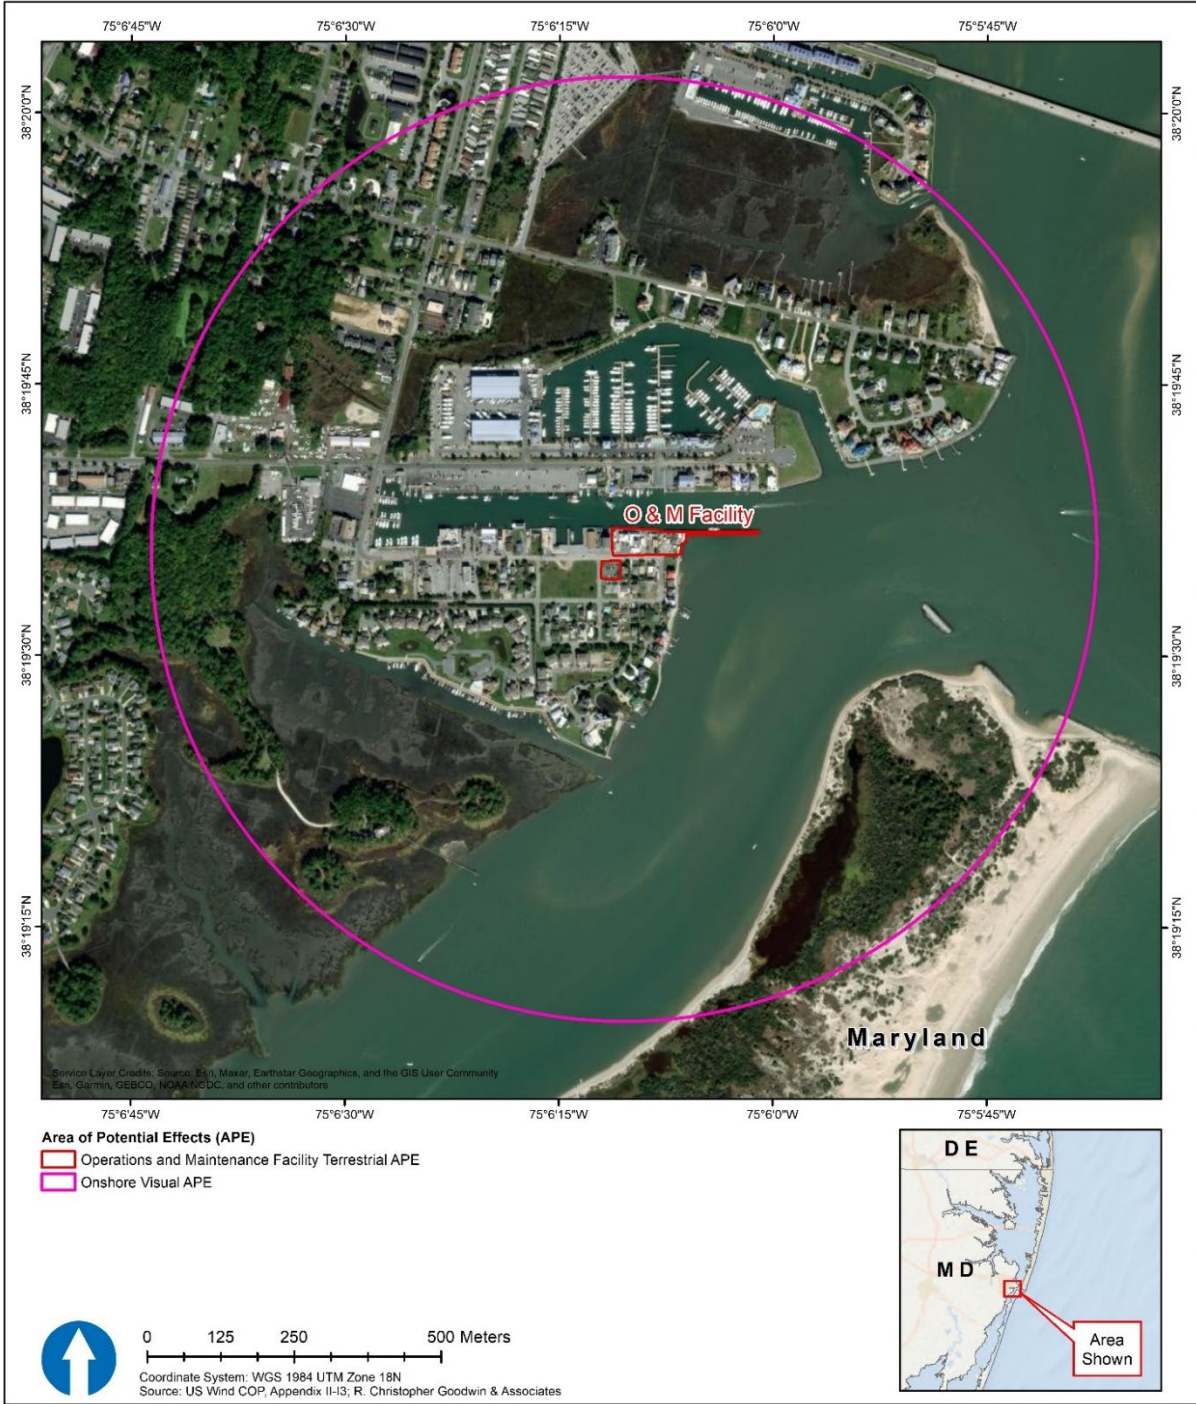 75°6'45"W 75°6'30"W 75°6'15"W 75°6'0"W 75°5'45"W
38°20'0"N 38°20'0"N
38°19'45"N 38°19'45"N
O & M Facility
38°19'30"N 38°19'30"N
38°19'15"N 38°19'15"N
Maryland
Service Layer Credits: Source: Esri, Maxar, Earthstar Geographics, and the GIS User Community
Esri, Garmin, GEBCO, NOAA NGDC, and other contributors
75°6'45"W 75°6'30"W 75°6'15"W 75°6'0"W 75°5'45"W
Area of Potential Effects (APE)
Operations and Maintenance Facility Terrestrial APE
Onshore Visual APE
DE
MD
Area
Shown
0 125 250 500 Meters
Coordinate System: WGS 1984 UTM Zone 18N
Source: US Wind COP, Appendix II-I3; R. Christopher Goodwin & Associates